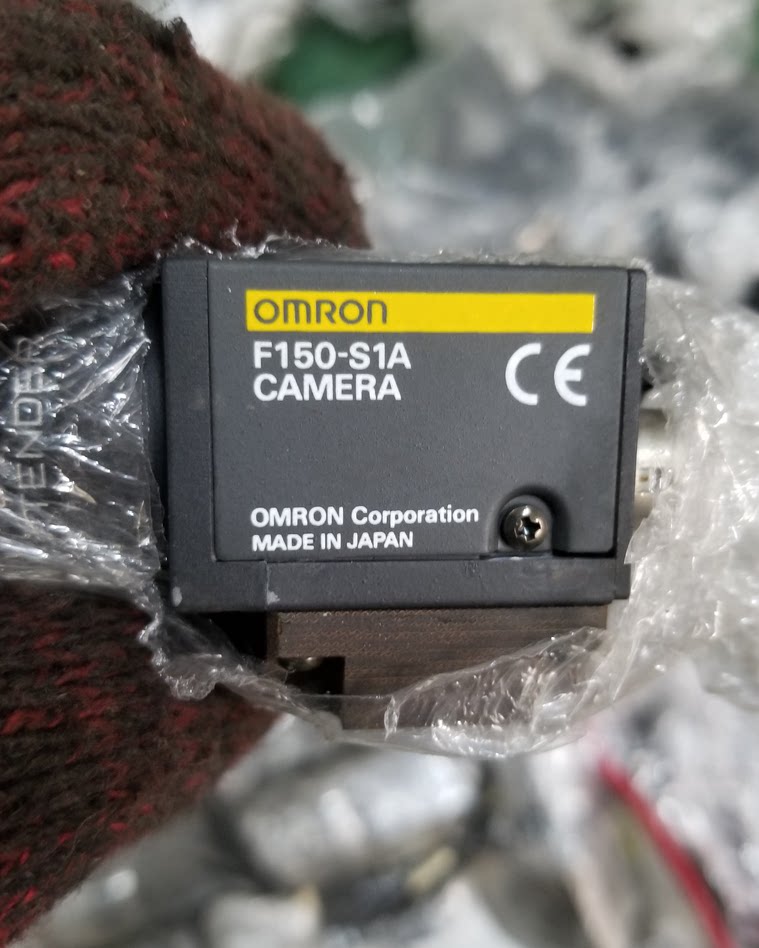 OMRON
F150-S1A
CAMERA
CE
OMRON Corporation
MADE IN JAPAN